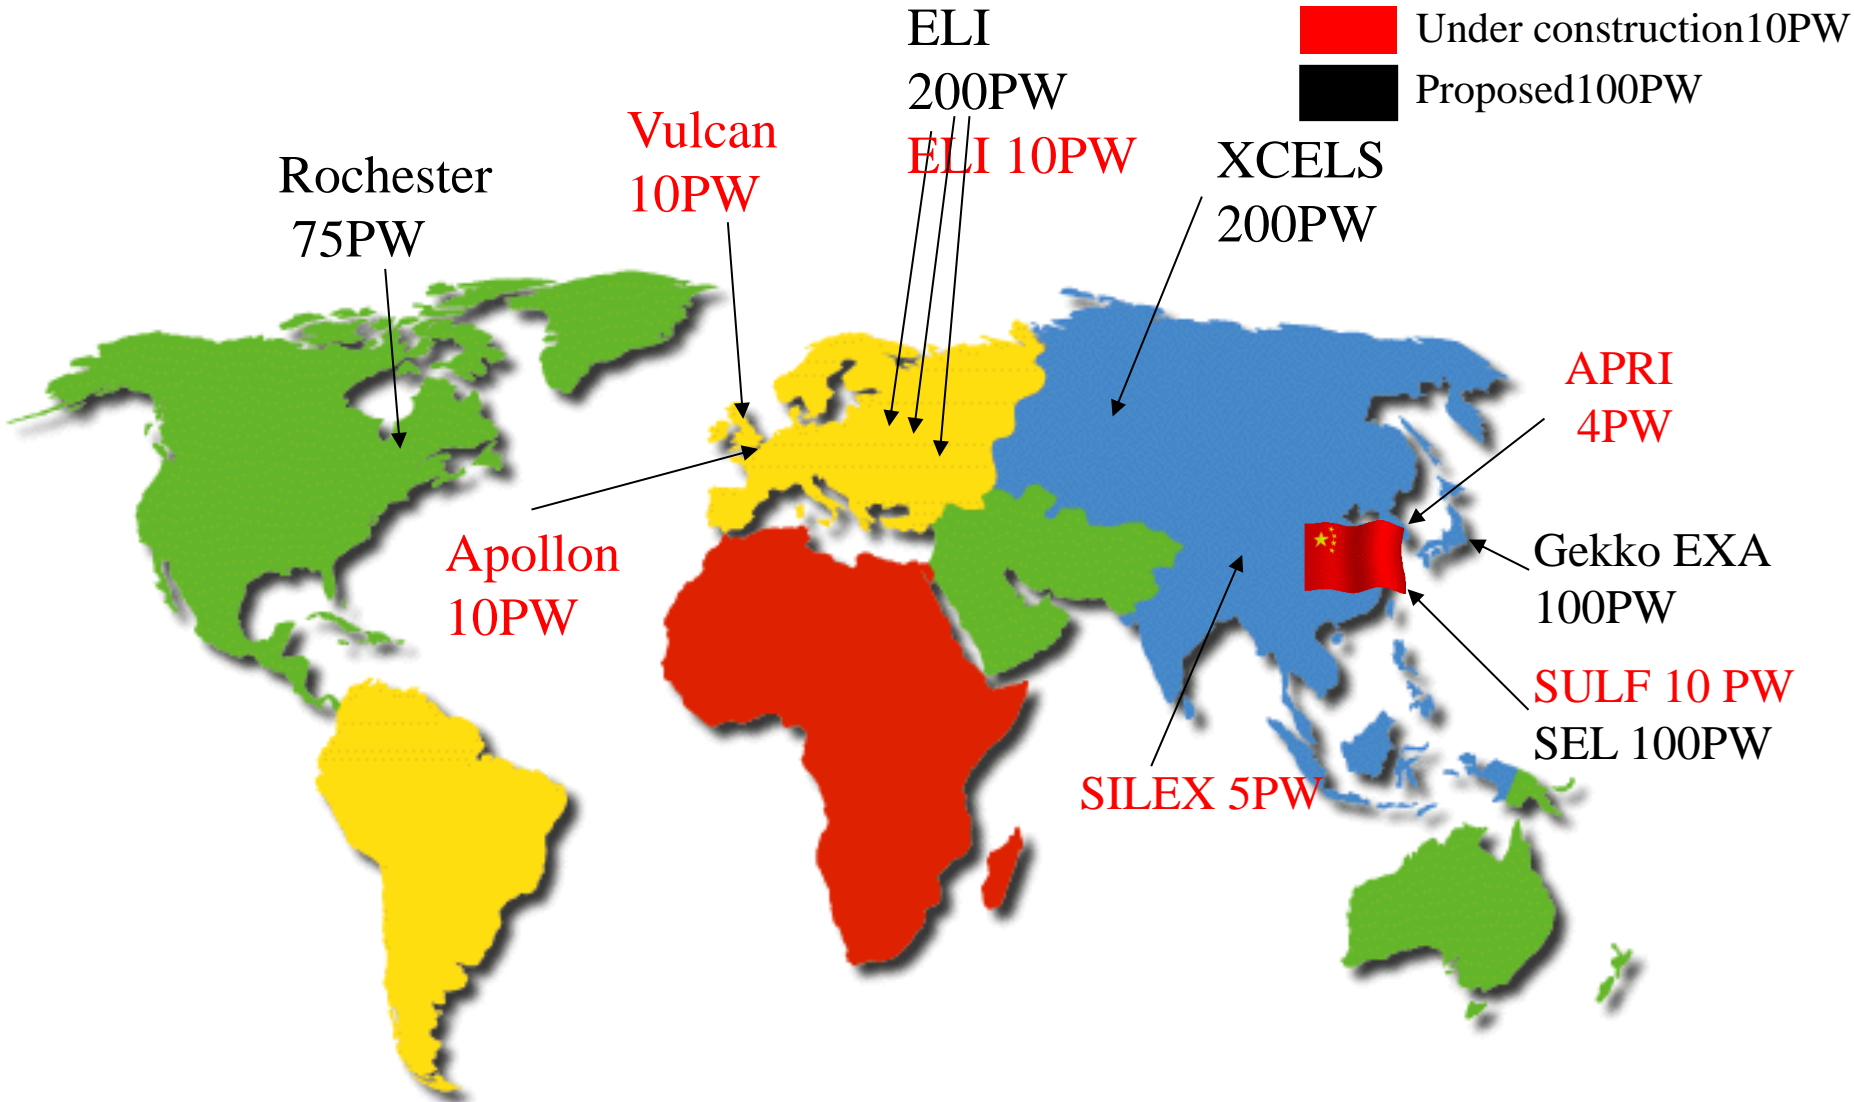 ELI
200PW
ELI 10PW
Under construction10PW
Proposed100PW
Vulcan
10PW
Rochester
75PW
XCELS
200PW
APRI
4PW
Apollon
10PW
Gekko EXA
100PW
SULF 10 PW
SEL 100PW
SILEX 5PW